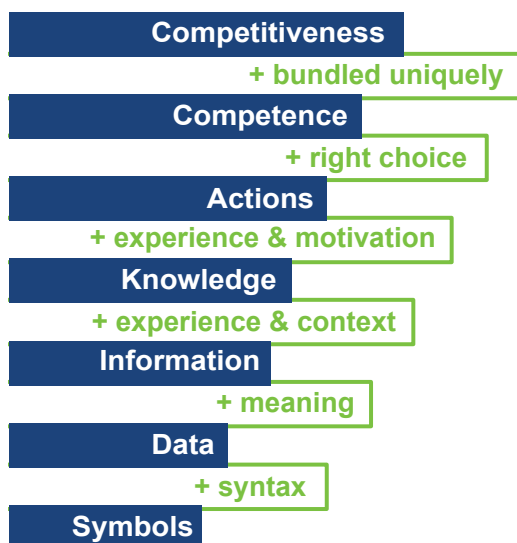 Competitiveness
+ bundled uniquely
Competence
+ right choice
Actions
+ experience & motivation
Knowledge
+ experience & context
Information
+ meaning
Data
+ syntax
Symbols